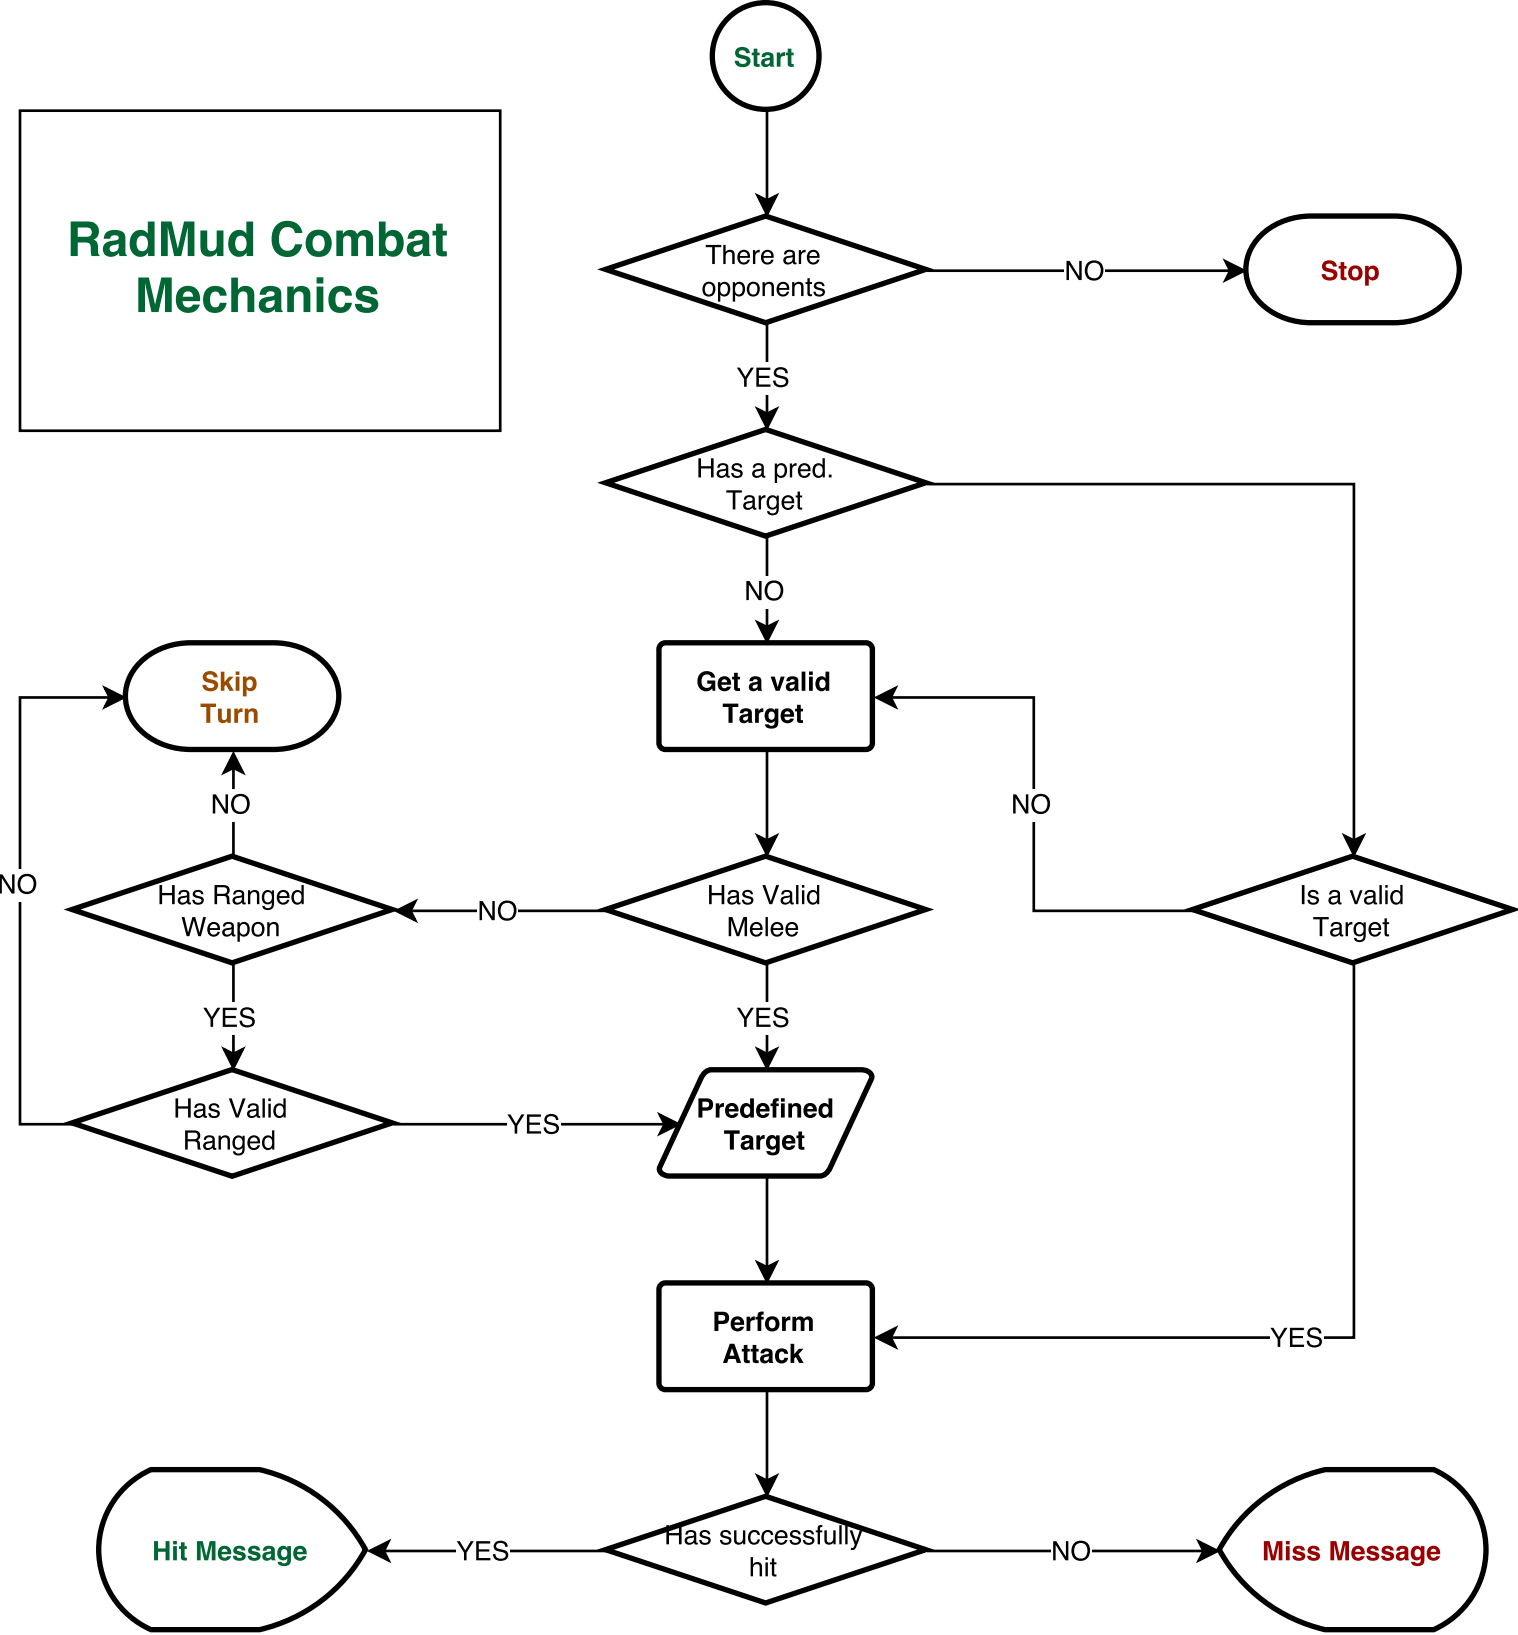 Start
RadMud Combat
Mechanics
There are
opponents
NO
Stop
YES
Has a pred.
Target
NO
Skip
Turn
Get a valid
Target
NO
NO
NO
Has Ranged
Weapon
NO
Has Valid
Melee
Is a valid
Target
YES
YES
Has Valid
Ranged
YES
Predefined
Target
Perform
Attack
YES
Hit Message
YES
Has successfully
hit
NO
Miss Message